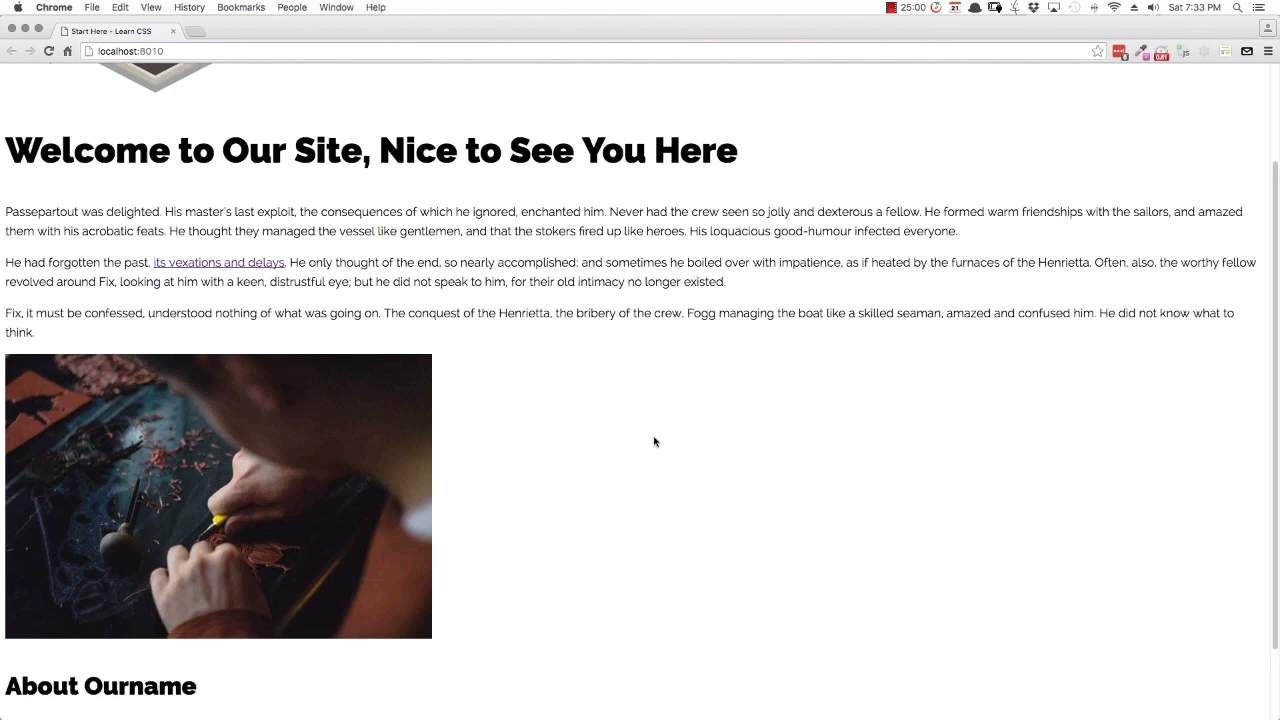 Chrome File Edit View History Bookmarks People Window Help 25:00 21 Sat 7:33 PM
Start Here - Learn CSS
localhost:8010
Welcome to Our Site, Nice to See You Here
Passepartout was delighted. His master's last exploit, the consequences of which he ignored, enchanted him. Never had the crew seen so jolly and dexterous a fellow. He formed warm friendships with the sailors, and amazed
them with his acrobatic feats. He thought they managed the vessel like gentlemen, and that the stokers fired up like heroes. His loquacious good-humour infected everyone.
He had forgotten the past, its vexations and delays. He only thought of the end, so nearly accomplished; and sometimes he boiled over with impatience, as if heated by the furnaces of the Henrietta. Often, also, the worthy fellow
revolved around Fix, looking at him with a keen, distrustful eye; but he did not speak to him, for their old intimacy no longer existed.
Fix, it must be confessed, understood nothing of what was going on. The conquest of the Henrietta, the bribery of the crew, Fogg managing the boat like a skilled seaman, amazed and confused him. He did not know what to
think.
About Ourname